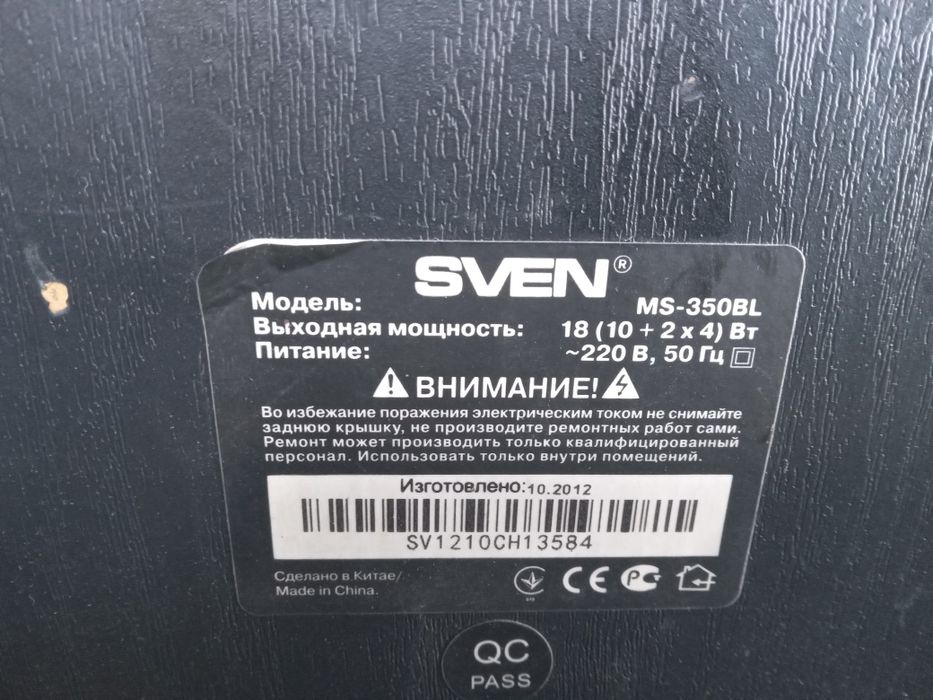 SVEN®
Модель: MS-350BL
Выходная мощность: 18 (10 + 2 x 4) Вт
Питание: ~220 В, 50 Гц
ВНИМАНИЕ!
Во избежание поражения электрическим током не снимайте
заднюю крышку, не производите ремонтных работ сами.
Ремонт может производить только квалифицированный
персонал. Использовать только внутри помещений.
Изготовлено: 10.2012
SV1210CH13584
Сделано в Китае/
Made in China.
CE
QC
PASS